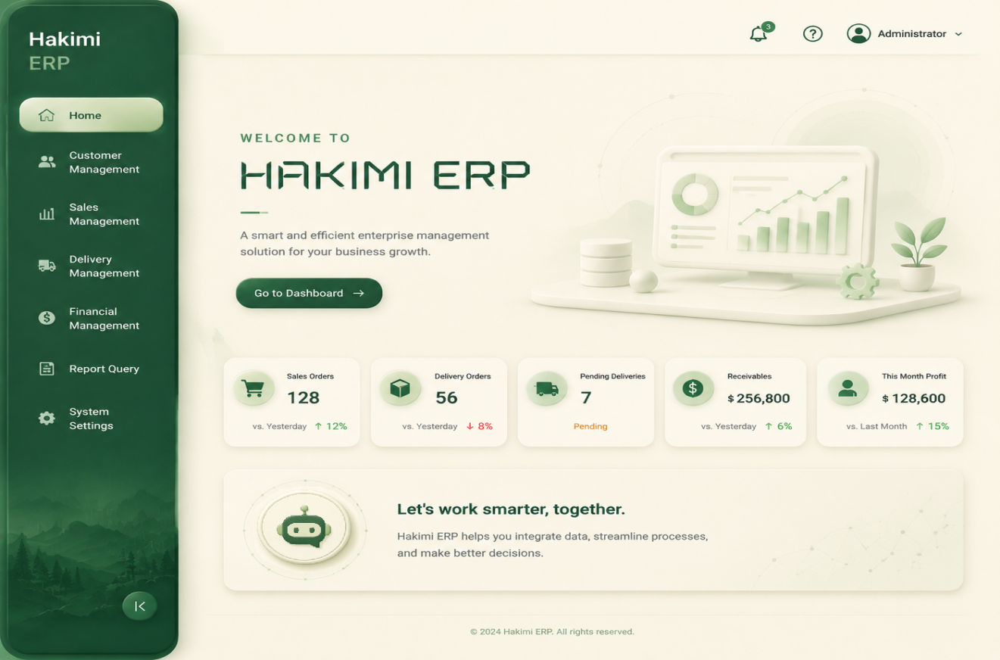 Hakimi
ERP
Home
Customer
Management
Sales
Management
Delivery
Management
Financial
Management
Report Query
System
Settings
3
?
Administrator
WELCOME TO
HAKIMI ERP
A smart and efficient enterprise management
solution for your business growth.
Go to Dashboard →
Sales Orders
128
vs. Yesterday ↑ 12%
Delivery Orders
56
vs. Yesterday ↓ 8%
Pending Deliveries
7
Pending
$
Receivables
$ 256,800
vs. Yesterday ↑ 6%
This Month Profit
$ 128,600
vs. Last Month ↑ 15%
Let's work smarter, together.
Hakimi ERP helps you integrate data, streamline processes,
and make better decisions.
© 2024 Hakimi ERP. All rights reserved.